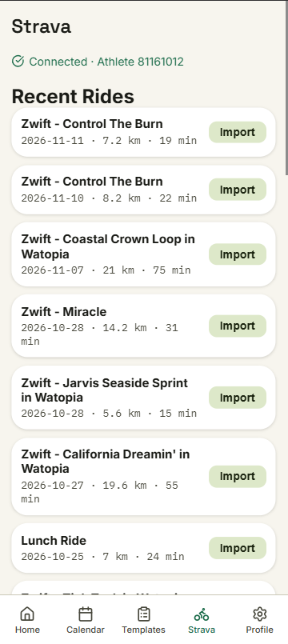 Strava
Connected · Athlete 81161012
Recent Rides
Zwift - Control The Burn
2026-11-11 · 7.2 km · 19 min
Import
Zwift - Control The Burn
2026-11-10 · 8.2 km · 22 min
Import
Zwift - Coastal Crown Loop in
Watopia
2026-11-07 · 21 km · 75 min
Import
Zwift - Miracle
2026-10-28 · 14.2 km · 31
min
Import
Zwift - Jarvis Seaside Sprint
in Watopia
2026-10-28 · 5.6 km · 15 min
Import
Zwift - California Dreamin' in
Watopia
2026-10-27 · 19.6 km · 55
min
Import
Lunch Ride
2026-10-25 · 7 km · 24 min
Import
Home
Calendar
Templates
Strava
Profile